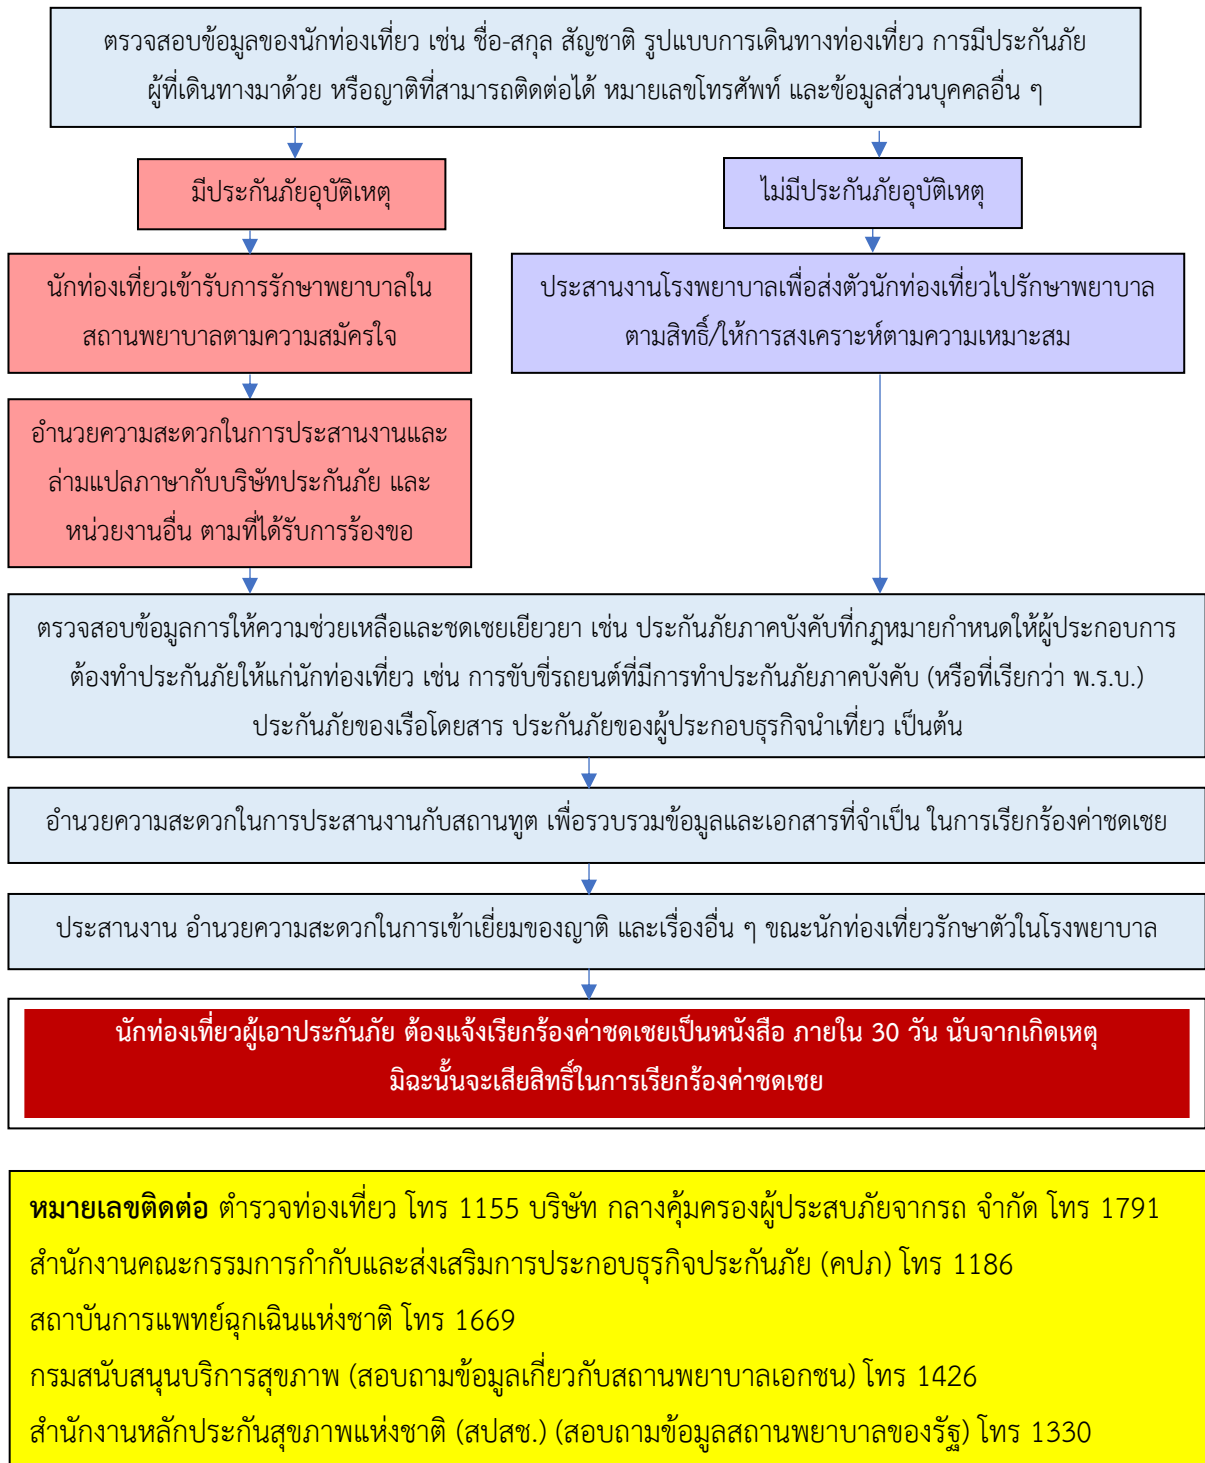 ตรวจสอบข้อมูลของนักท่องเที่ยว เช่น ชื่อ-สกุล สัญชาติ รูปแบบการเดินทางท่องเที่ยว การมีประกันภัย
ผู้ที่เดินทางมาด้วย หรือญาติที่สามารถติดต่อได้ หมายเลขโทรศัพท์ และข้อมูลส่วนบุคคลอื่น ๆ
มีประกันภัยอุบัติเหตุ
นักท่องเที่ยวเข้ารับการรักษาพยาบาลใน
สถานพยาบาลตามความสมัครใจ
อำนวยความสะดวกในการประสานงานและ
ล่ามแปลภาษากับบริษัทประกันภัย และ
หน่วยงานอื่น ตามที่ได้รับการร้องขอ
ไม่มีประกันภัยอุบัติเหตุ
ประสานงานโรงพยาบาลเพื่อส่งตัวนักท่องเที่ยวไปรักษาพยาบาล
ตามสิทธิ์/ให้การสงเคราะห์ตามความเหมาะสม
ตรวจสอบข้อมูลการให้ความช่วยเหลือและชดเชยเยียวยา เช่น ประกันภัยภาคบังคับที่กฎหมายกำหนดให้ผู้ประกอบการ
ต้องทำประกันภัยให้แก่นักท่องเที่ยว เช่น การขับขี่รถยนต์ที่มีการทำประกันภัยภาคบังคับ (หรือที่เรียกว่า พ.ร.บ.)
ประกันภัยของเรือโดยสาร ประกันภัยของผู้ประกอบธุรกิจนำเที่ยว เป็นต้น
อำนวยความสะดวกในการประสานงานกับสถานทูต เพื่อรวบรวมข้อมูลและเอกสารที่จำเป็น ในการเรียกร้องค่าชดเชย
ประสานงาน อำนวยความสะดวกในการเข้าเยี่ยมของญาติ และเรื่องอื่น ๆ ขณะนักท่องเที่ยวรักษาตัวในโรงพยาบาล
นักท่องเที่ยวผู้เอาประกันภัย ต้องแจ้งเรียกร้องค่าชดเชยเป็นหนังสือ ภายใน 30 วัน นับจากเกิดเหตุ
มิฉะนั้นจะเสียสิทธิ์ในการเรียกร้องค่าชดเชย
หมายเลขติดต่อ ตำรวจท่องเที่ยว โทร 1155 บริษัท กลางคุ้มครองผู้ประสบภัยจากรถ จำกัด โทร 1791
สำนักงานคณะกรรมการกำกับและส่งเสริมการประกอบธุรกิจประกันภัย (คปภ) โทร 1186
สถาบันการแพทย์ฉุกเฉินแห่งชาติ โทร 1669
กรมสนับสนุนบริการสุขภาพ (สอบถามข้อมูลเกี่ยวกับสถานพยาบาลเอกชน) โทร 1426
สำนักงานหลักประกันสุขภาพแห่งชาติ (สปสช.) (สอบถามข้อมูลสถานพยาบาลของรัฐ) โทร 1330